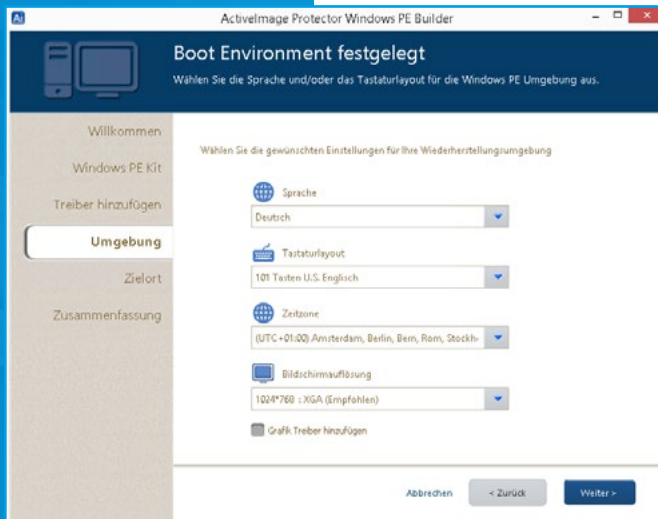 Ai
ActiveImage Protector Windows PE Builder
Boot Environment festgelegt
Wählen Sie die Sprache und/oder das Tastaturlayout für die Windows PE Umgebung aus.
Willkommen
Windows PE Kit
Treiber hinzufügen
Umgebung
Zielort
Zusammenfassung
Wählen Sie die gewünschten Einstellungen für Ihre Wiederherstellungsumgebung
Sprache
Deutsch
Tastaturlayout
101 Tasten U.S. Englisch
Zeitzone
(UTC+01:00) Amsterdam, Berlin, Bern, Rom, Stockh
Bildschirmauflösung
1024*768 : XGA (Empfohlen)
Grafik Treiber hinzufügen
Abbrechen
< Zurück
Weiter >